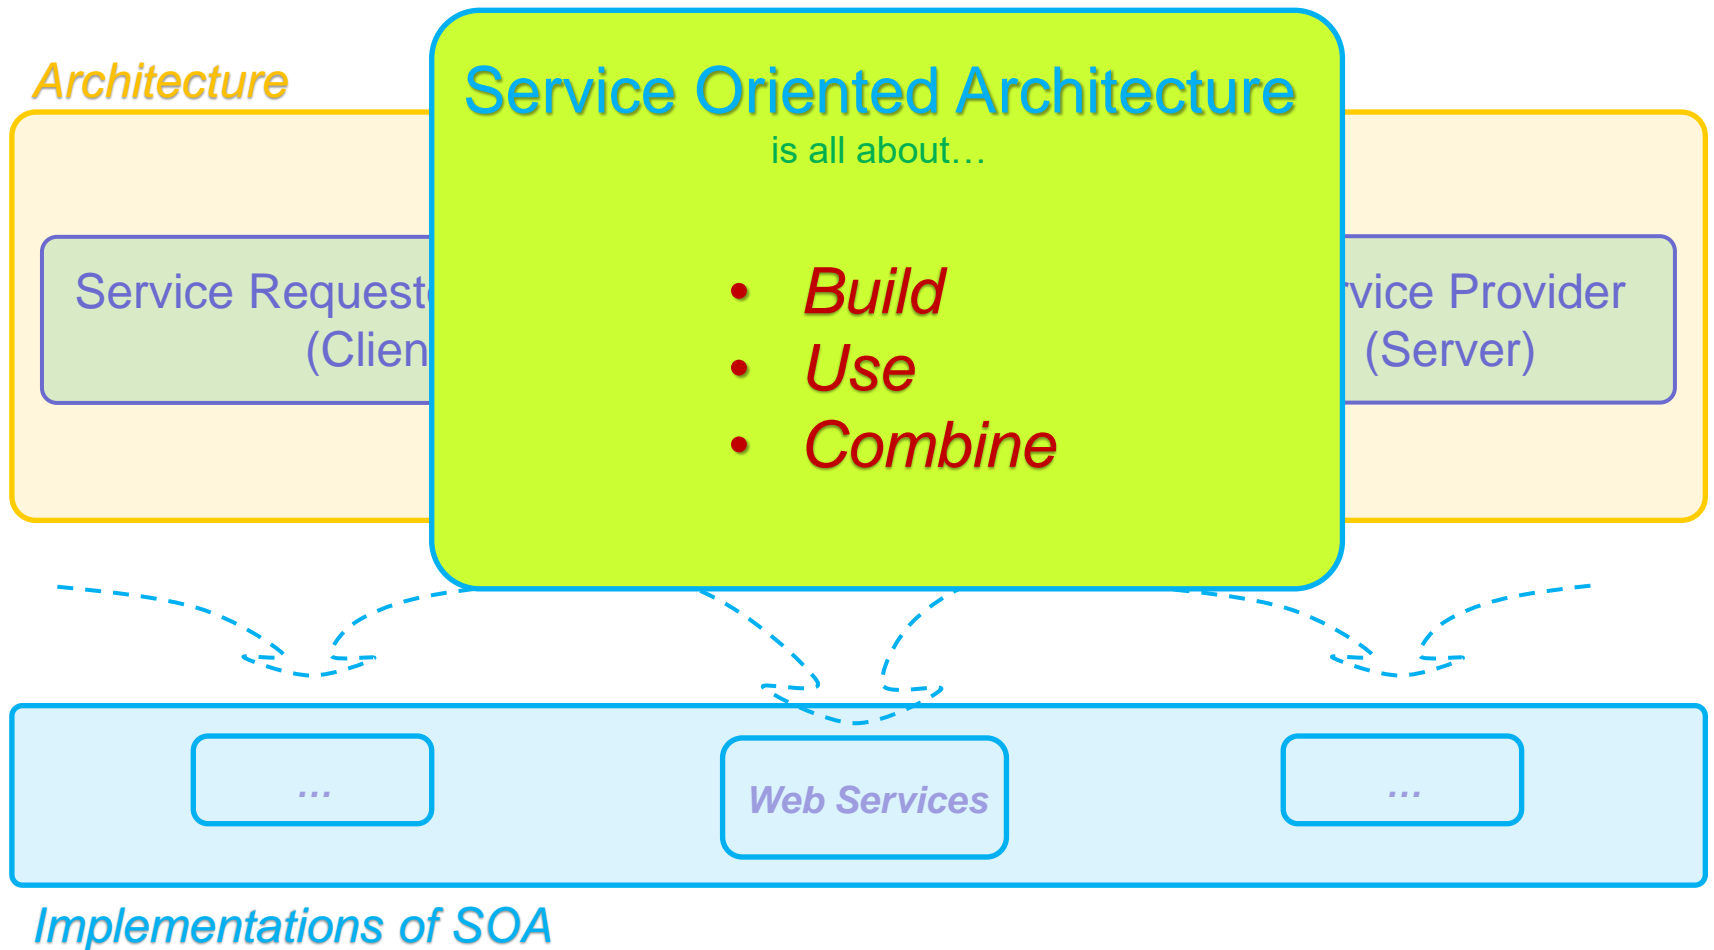 Architecture
Service Oriented Architecture
is all about…
• Build
• Use
• Combine
Service Request
(Clien
vice Provider
(Server)
…
Web Services
…
Implementations of SOA